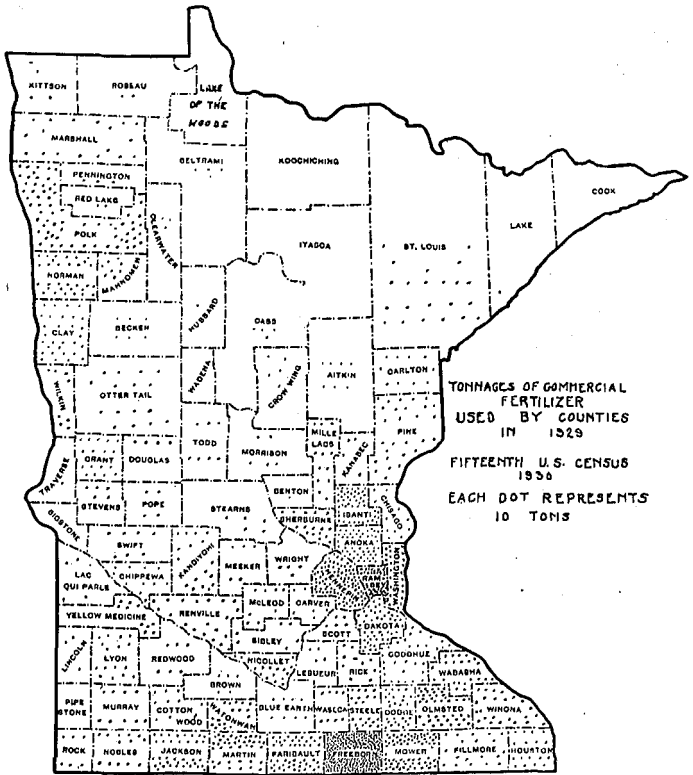 KITTSON
ROSEAU
LAKE
OF THE
WOODS
MARSHALL
BELTRAMI
KOOCHICHING
PENNINGTON
RED LAKE
COOK
LAKE
POLK
CLEARWATER
ITASCA
ST. LOUIS
NORMAN
MAHNOMEN
HUBBARD
CASS
CLAY
BECKER
WADENA
CROW WING
AITKIN
CARLTON
WILKIN
OTTER TAIL
TODD
MILLE
LACS
KANABEC
PINE
MORRISON
TONNAGES OF COMMERCIAL
FERTILIZER
USED BY COUNTIES
IN 1929
FIFTEENTH U.S. CENSUS
1930
EACH DOT REPRESENTS
10 TONS
TRAVERSE
GRANT
DOUGLAS
BENTON
BIGSTONE
STEVENS
POPE
STEARNS
SHERBURNE
ISANTI
CHISAGO
SWIFT
KANDIYOHI
MEEKER
WRIGHT
ANOKA
HENNEPIN
RAM
SEY
WASHINGTON
LAC
QUI PARLE
CHIPPEWA
YELLOW MEDICINE
RENVILLE
MCLEOD
CARVER
SCOTT
DAKOTA
SIBLEY
LINCOLN
LYON
REDWOOD
NICOLLET
LESUEUR
RICE
GODOHUE
WABASHA
BROWN
PIPE
STONE
MURRAY
COTTON
WOOD
WATONWAN
BLUE EARTH
WASECA
STEELE
DODGE
OLMSTED
WINONA
ROCK
NOBLES
JACKSON
MARTIN
FARIBAULT
FREEBORN
MOWER
FILLMORE
HOUSTON